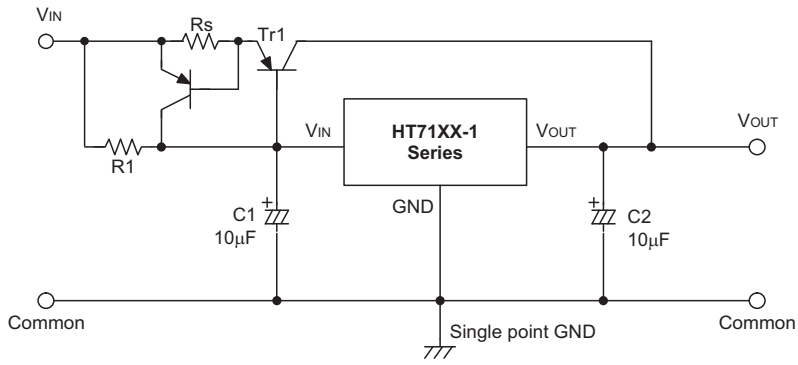 VIN
Rs
Tr1
R1
VIN
HT71XX-1
Series
VOUT
VOUT
GND
C1
10μF
C2
10μF
Common
Single point GND
Common